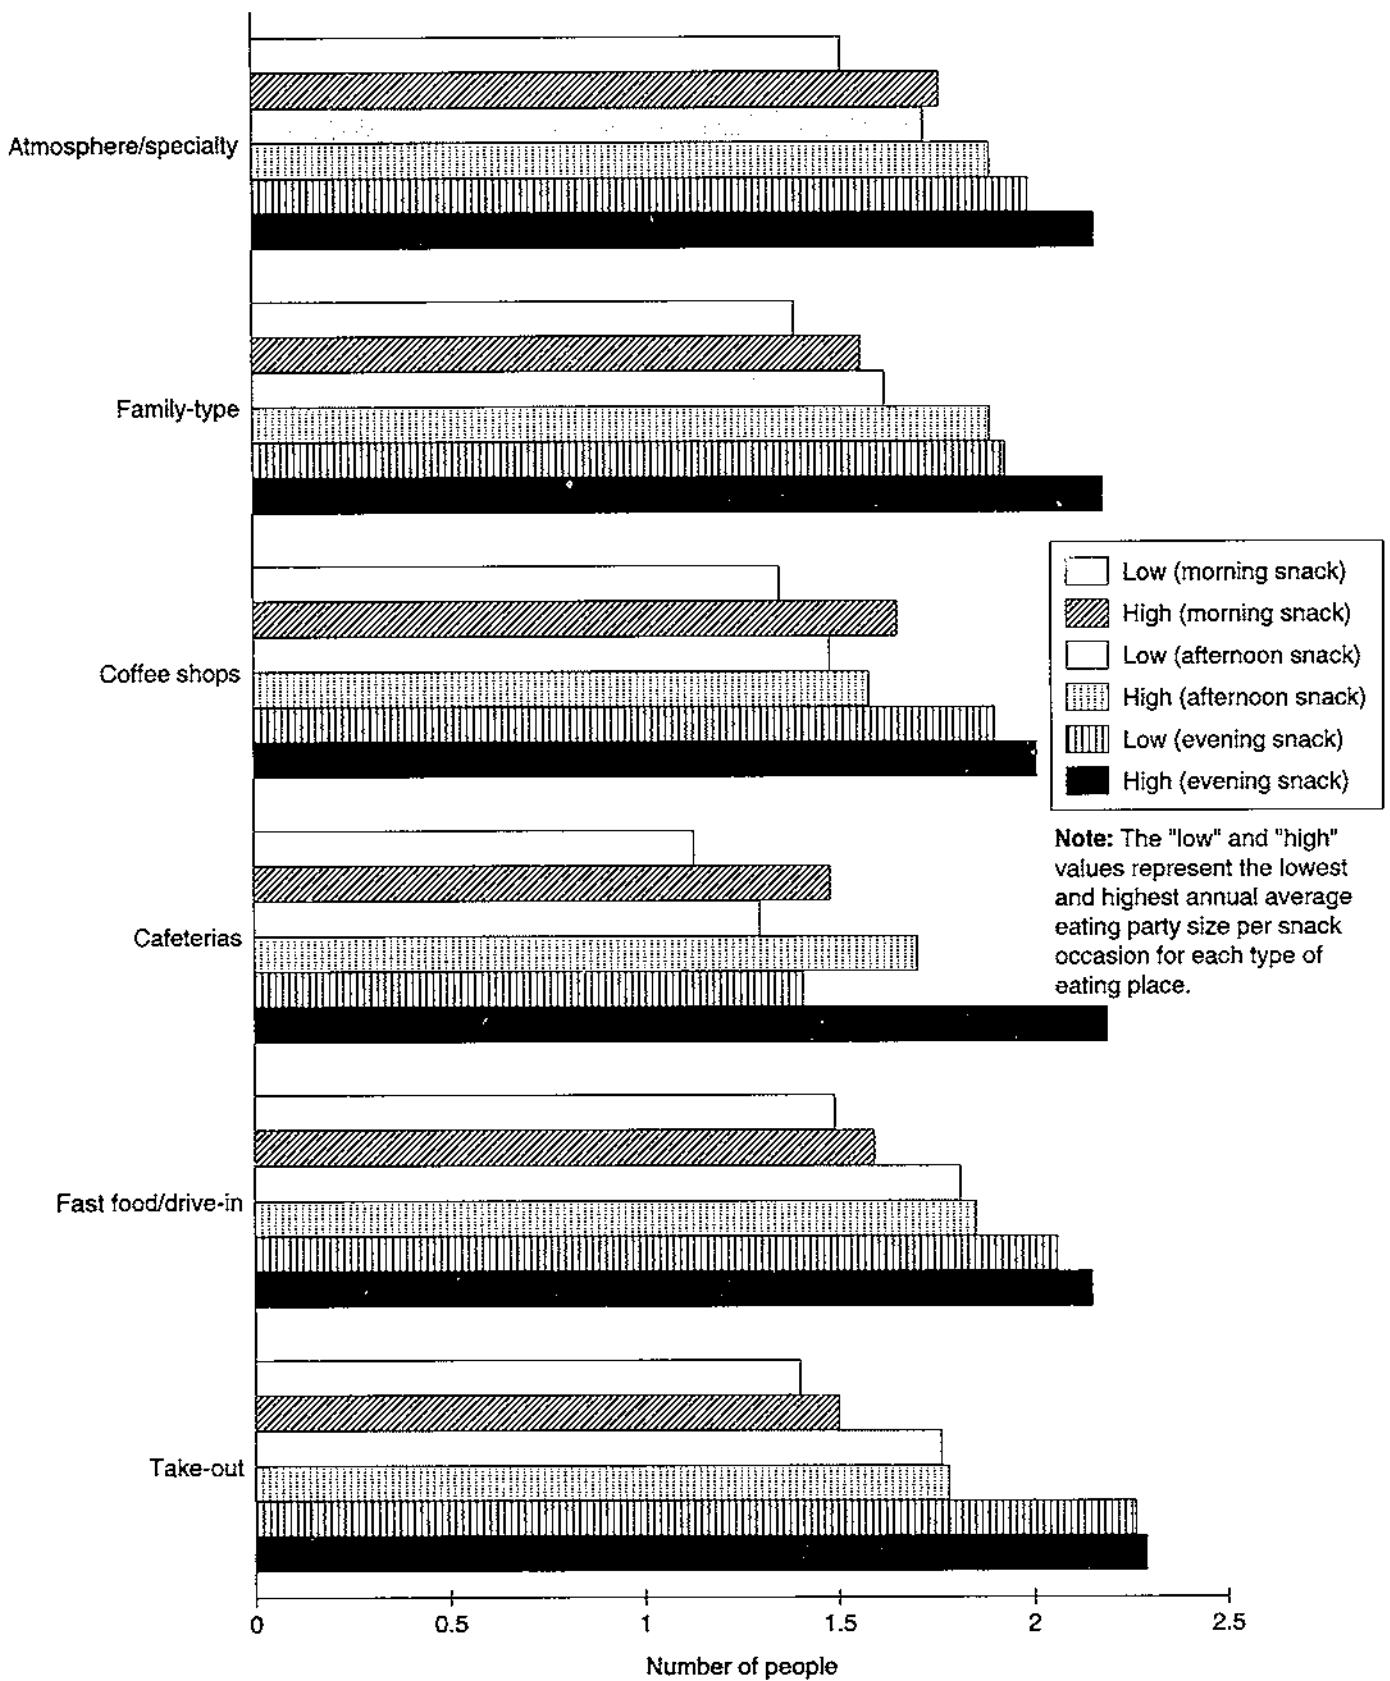 Atmosphere/specialty
Family-type
Coffee shops
Cafeterias
Fast food/drive-in
Take-out
Low (morning snack)
High (morning snack)
Low (afternoon snack)
High (afternoon snack)
Low (evening snack)
High (evening snack)
Note: The "low" and "high"
values represent the lowest
and highest annual average
eating party size per snack
occasion for each type of
eating place.
0 0.5 1 1.5 2 2.5
Number of people